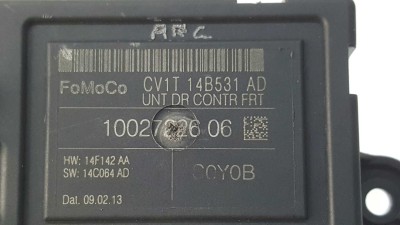 ARC
FoMoCo CV1T 14B531 AD
UNT DR CONTR FRT
06
HW: 14F142 AA
SW: 14C064 AD
Dat. 09.02.13